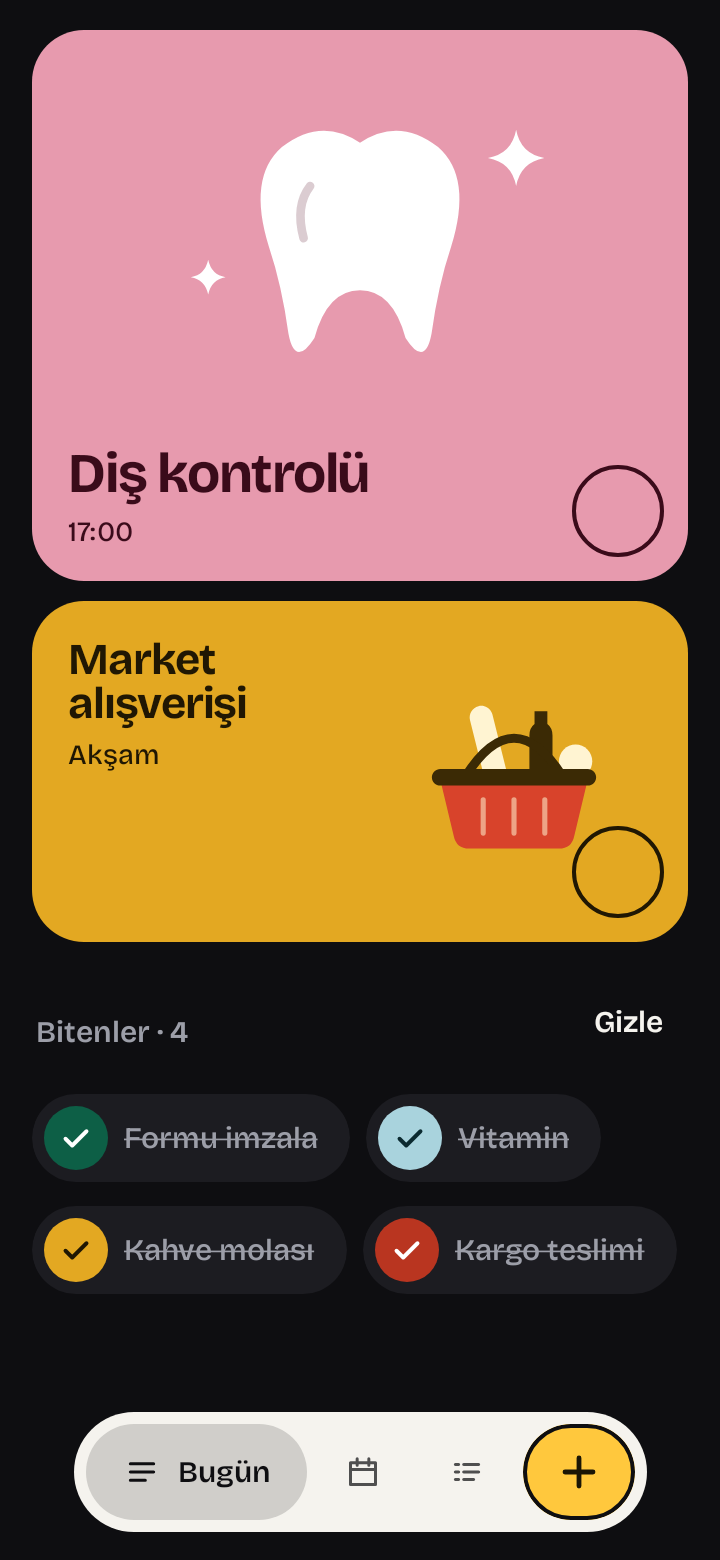 Diş kontrolü
17:00
Market
alışverişi
Akşam
Bitenler · 4
Gizle
Formu imzala
Vitamin
Kahve molası
Kargo teslimi
Bugün